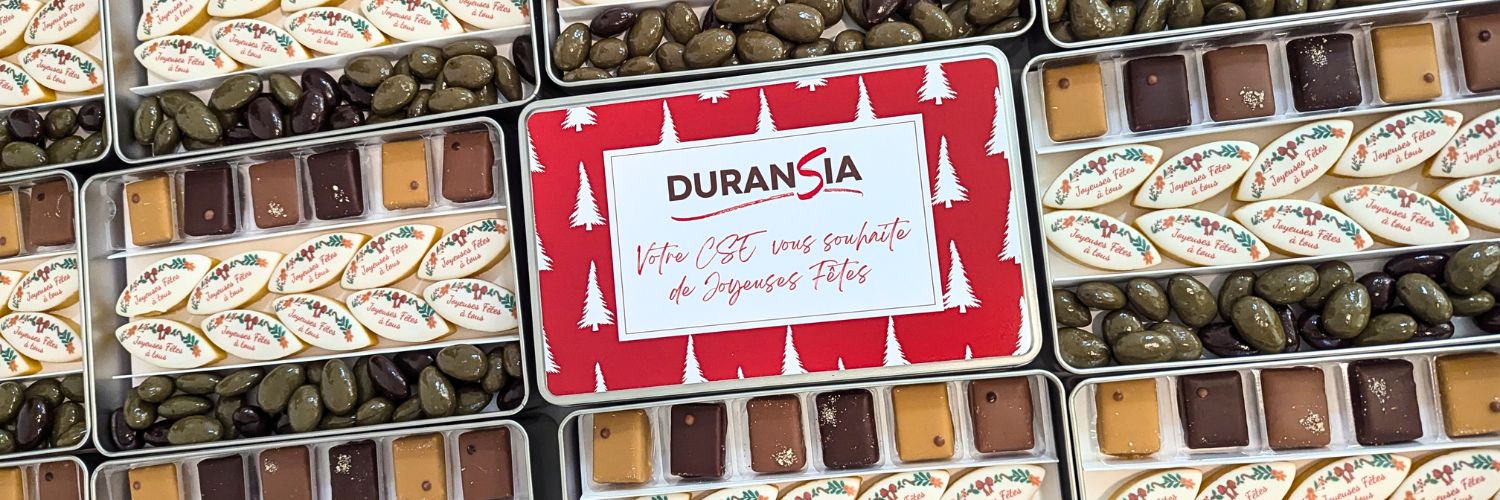 DURANSIA
Votre CSE vous souhaite
de Joyeuses Fêtes
Joyeuses Fêtes
à tous